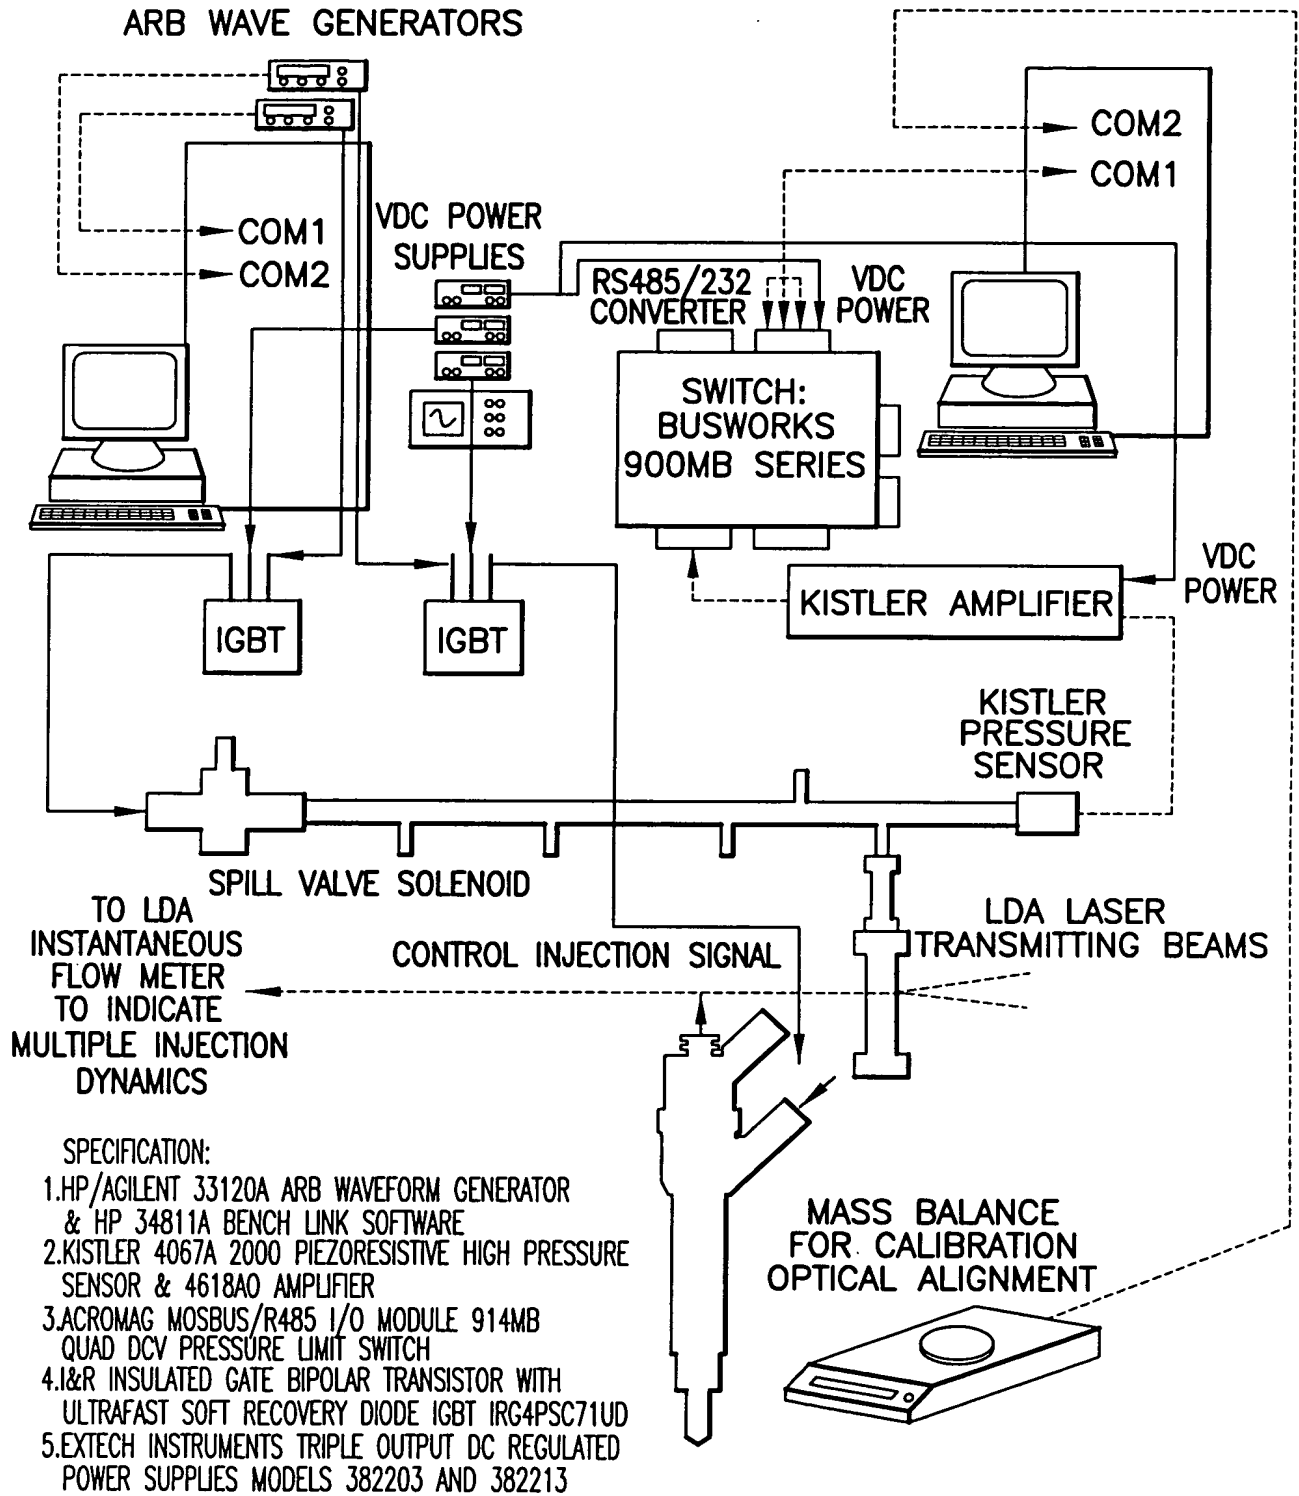 ARB WAVE GENERATORS
COM2
COM1
COM1
COM2
VDC POWER
SUPPLIES
RS485/232
CONVERTER
VDC
POWER
SWITCH:
BUSWORKS
900MB SERIES
VDC
POWER
KISTLER AMPLIFIER
IGBT
IGBT
KISTLER
PRESSURE
SENSOR
SPILL VALVE SOLENOID
TO LDA
INSTANTANEOUS
FLOW METER
TO INDICATE
MULTIPLE INJECTION
DYNAMICS
CONTROL INJECTION SIGNAL
LDA LASER
TRANSMITTING BEAMS
SPECIFICATION:
1.HP/AGILENT 33120A ARB WAVEFORM GENERATOR
& HP 34811A BENCH LINK SOFTWARE
2.KISTLER 4067A 2000 PIEZORESISTIVE HIGH PRESSURE
SENSOR & 4618AO AMPLIFIER
3.ACROMAG MOSBUS/R485 I/O MODULE 914MB
QUAD DCV PRESSURE LIMIT SWITCH
4.I&R INSULATED GATE BIPOLAR TRANSISTOR WITH
ULTRAFAST SOFT RECOVERY DIODE IGBT IRG4PSC71UD
5.EXTECH INSTRUMENTS TRIPLE OUTPUT DC REGULATED
POWER SUPPLIES MODELS 382203 AND 382213
MASS BALANCE
FOR CALIBRATION
OPTICAL ALIGNMENT